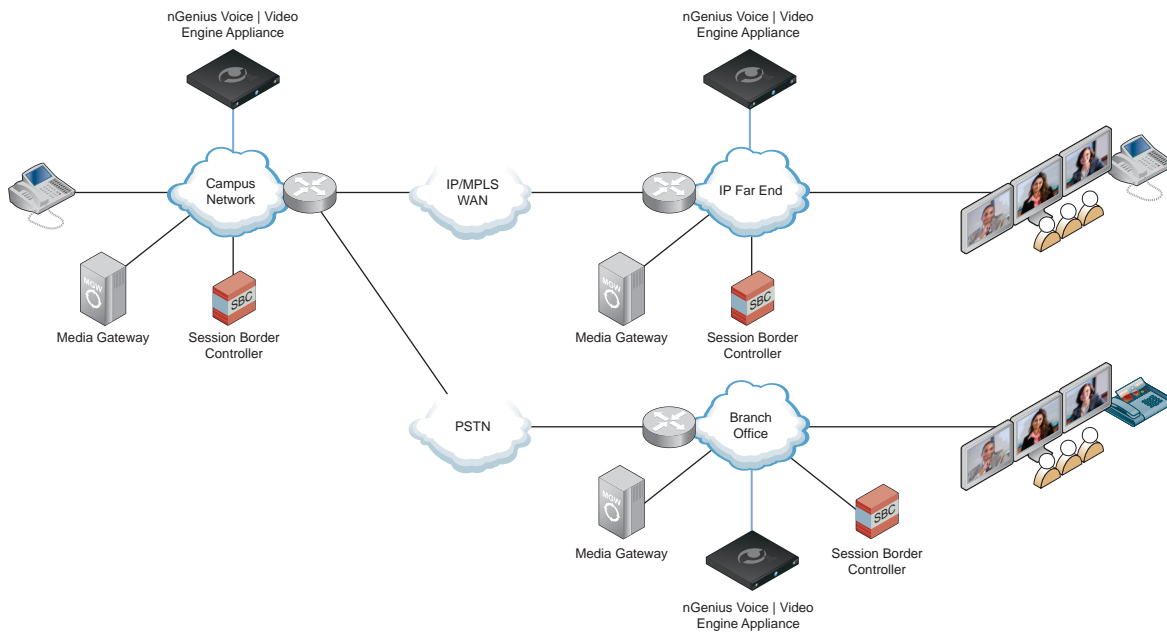 nGenius Voice | Video
Engine Appliance
nGenius Voice | Video
Engine Appliance
Campus
Network
IP/MPLS
WAN
IP Far End
MGW
SBC
MGW
SBC
Media Gateway
Session Border
Controller
Media Gateway
Session Border
Controller
PSTN
Branch
Office
MGW
SBC
Media Gateway
Session Border
Controller
nGenius Voice | Video
Engine Appliance